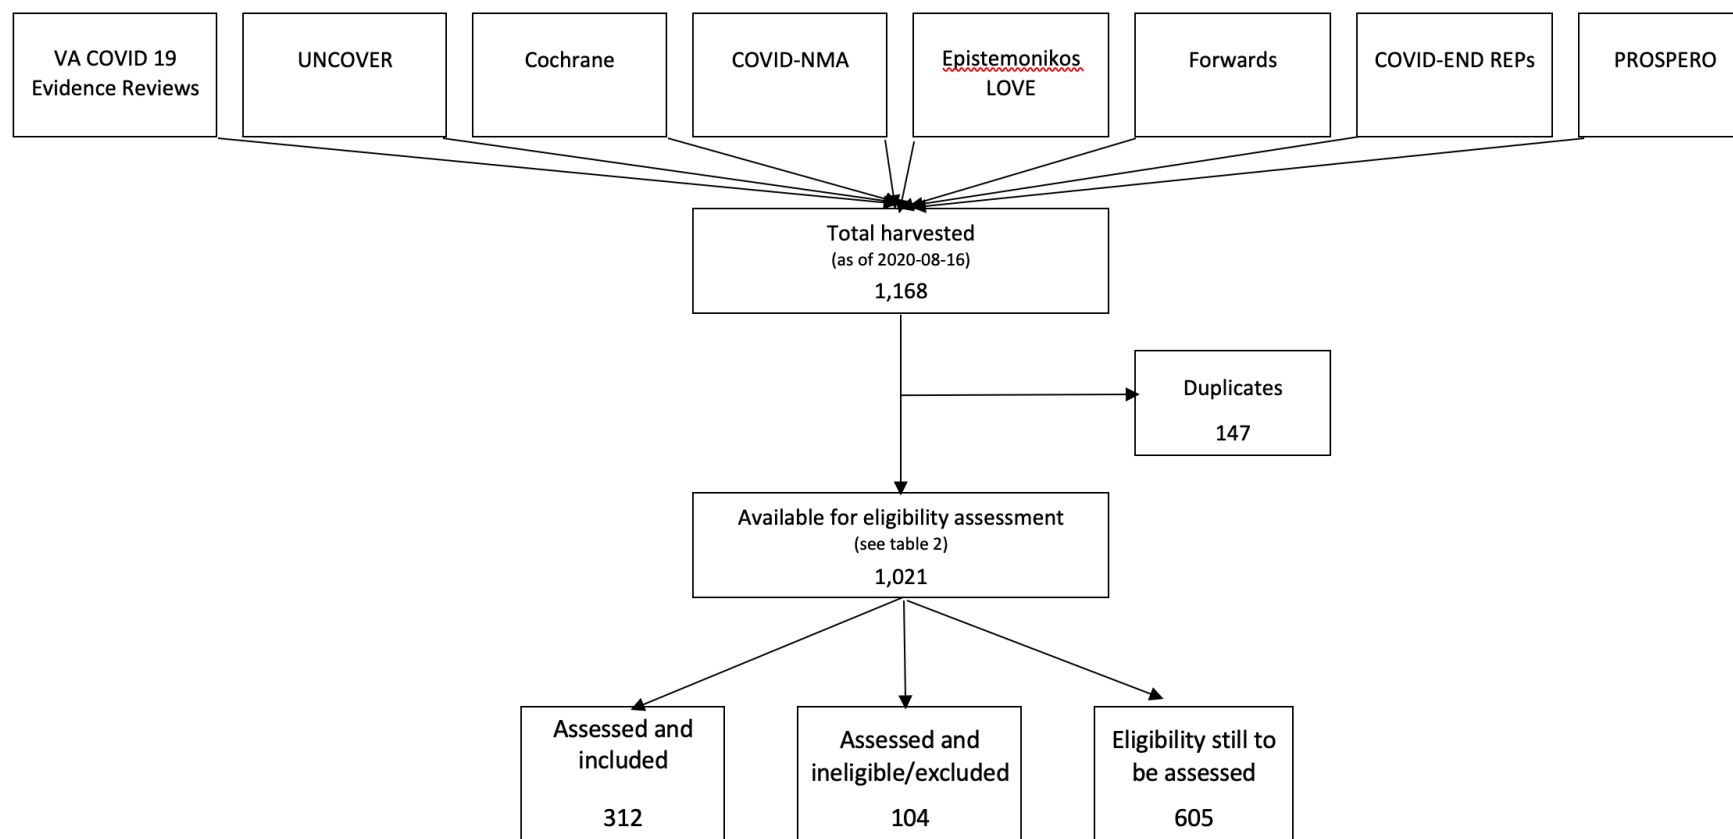 VA COVID 19
Evidence Reviews
UNCOVER
Cochrane
COVID-NMA
Epistemonikos
LOVE
Forwards
COVID-END REPs
PROSPERO
Total harvested
(as of 2020-08-16)
1,168
Duplicates
147
Available for eligibility assessment
(see table 2)
1,021
Assessed and
included
312
Assessed and
ineligible/excluded
104
Eligibility still to
be assessed
605